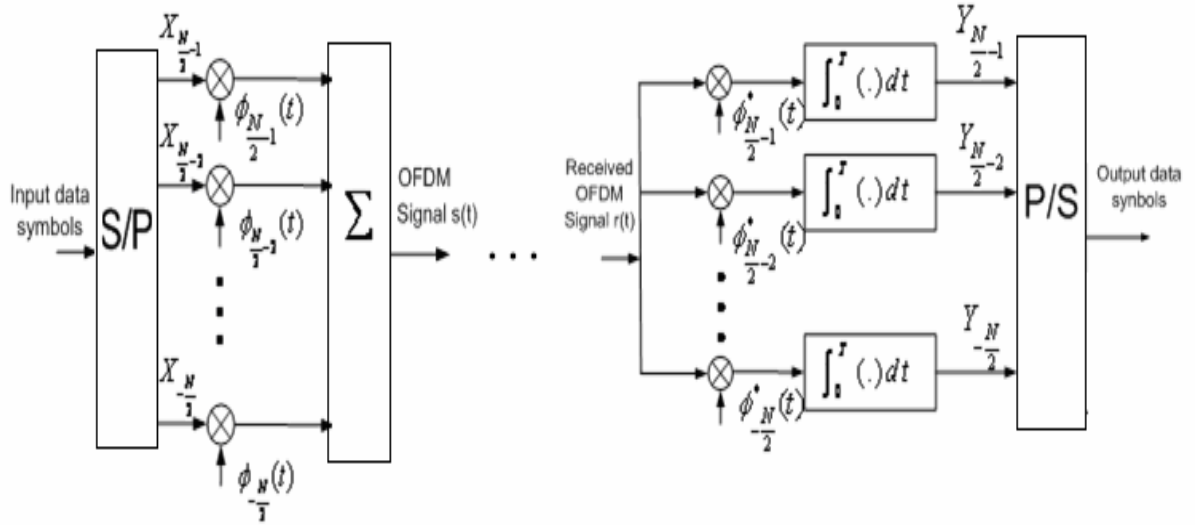 X_{N/2-1}
ϕ_{N/2-1}(t)
X_{N/2-2}
ϕ_{N/2-2}(t)
Input data
symbols
S/P
X_{-N/2}
ϕ_{-N/2}(t)
Σ
OFDM
Signal s(t)
. . .
Received
OFDM
Signal r(t)
ϕ*_{N/2-1}(t)
∫_0^T (.)dt
Y_{N/2-1}
ϕ*_{N/2-2}(t)
∫_0^T (.)dt
Y_{N/2-2}
ϕ*_{-N/2}(t)
∫_0^T (.)dt
Y_{-N/2}
P/S
Output data
synbols